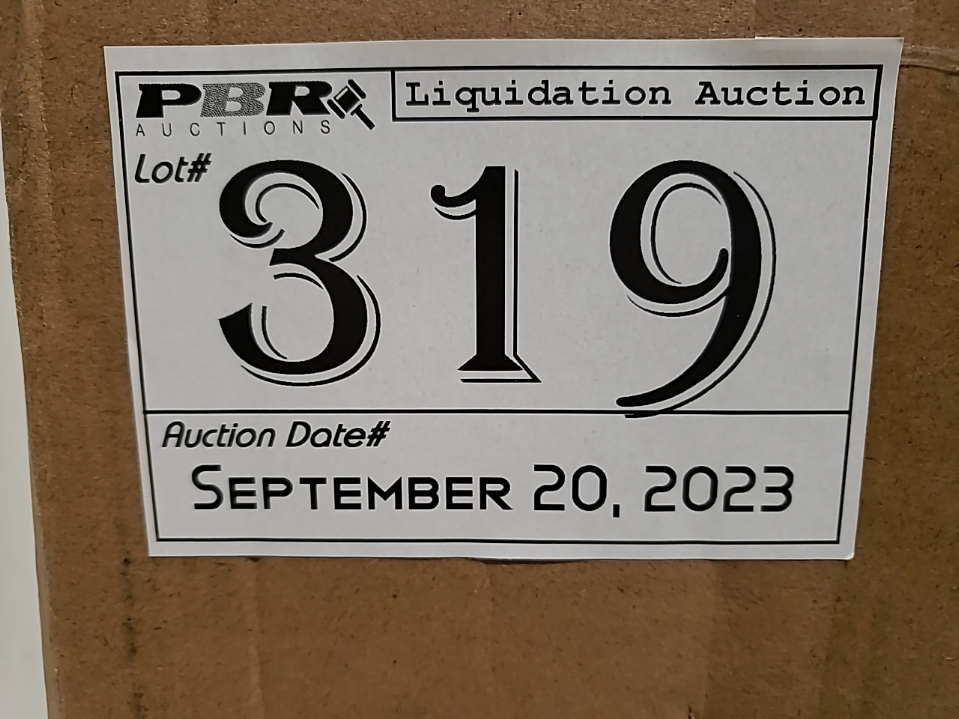 PBR
AUCTIONS
Liquidation Auction
Lot#
319
Auction Date#
SEPTEMBER 20, 2023